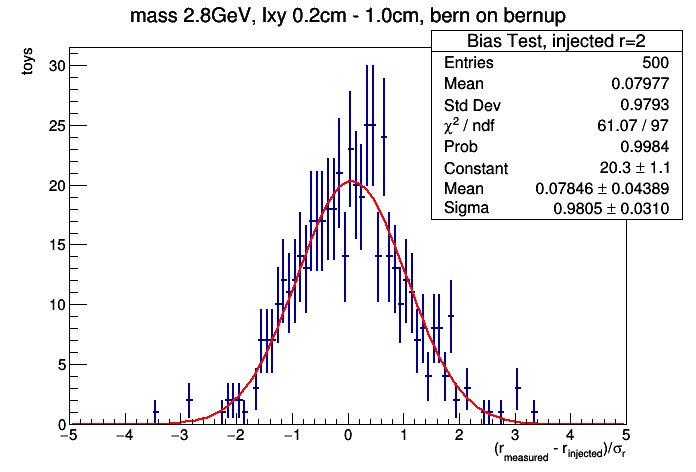 mass 2.8GeV, lxy 0.2cm - 1.0cm, bern on bernup
Bias Test, injected r=2
Entries 500
Mean 0.07977
Std Dev 0.9793
χ² / ndf 61.07 / 97
Prob 0.9984
Constant 20.3 ± 1.1
Mean 0.07846 ± 0.04389
Sigma 0.9805 ± 0.0310
toys
30
25
20
15
10
5
0
−5 −4 −3 −2 −1 0 1 2 3 4 5
(r_measured - r_injected)/σ_r